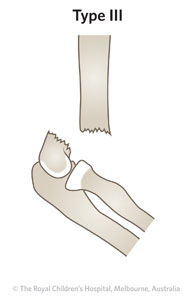 Type III
© The Royal Children's Hospital, Melbourne, Australia